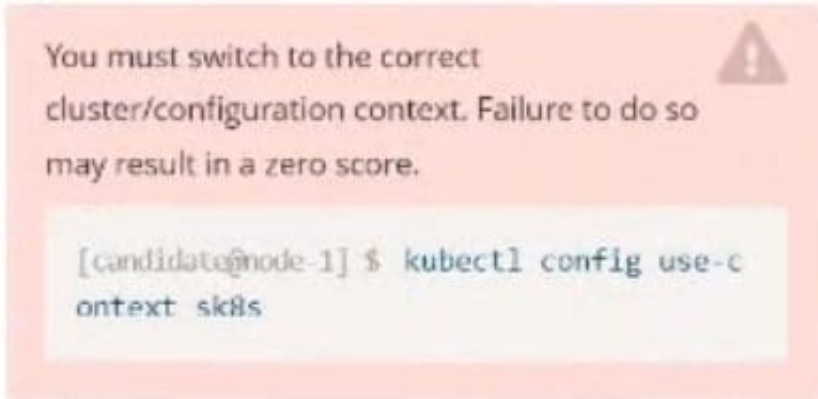 You must switch to the correct
cluster/configuration context. Failure to do so
may result in a zero score.
[candidate@node-1] $ kubectl config use-c
ontext sk8s